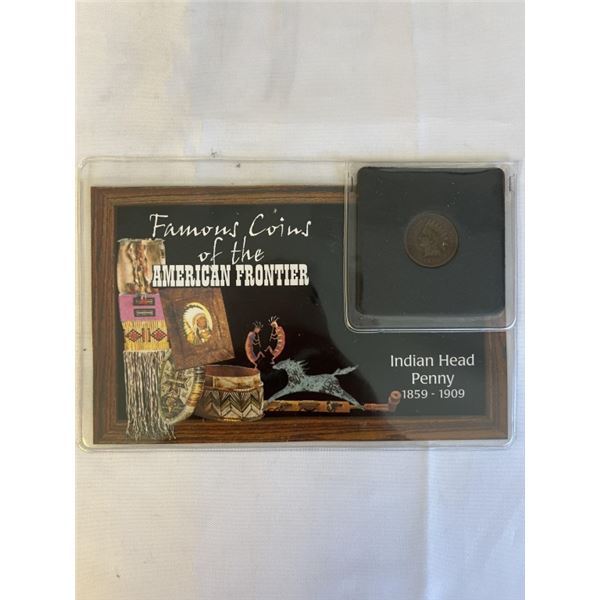 Famous Coins
of the
AMERICAN FRONTIER
Indian Head
Penny
1859 - 1909